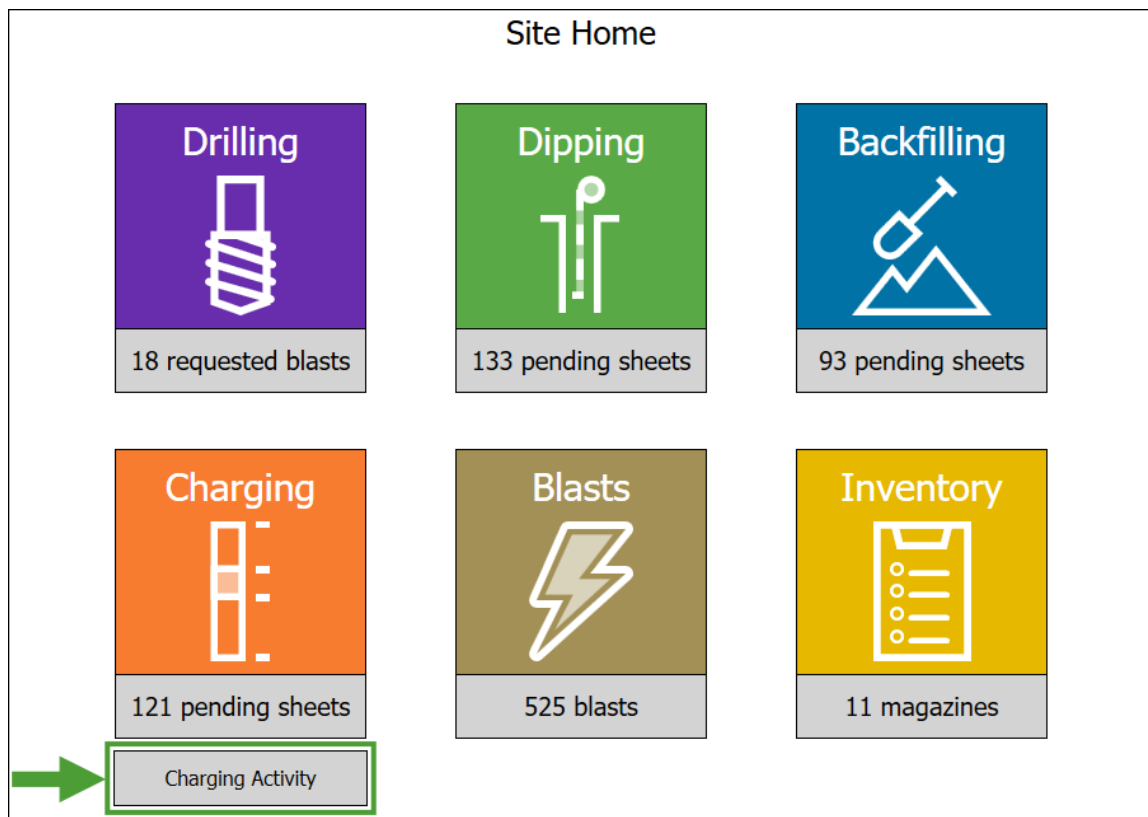 Site Home
Drilling
18 requested blasts
Dipping
133 pending sheets
Backfilling
93 pending sheets
Charging
121 pending sheets
Charging Activity
Blasts
525 blasts
Inventory
11 magazines